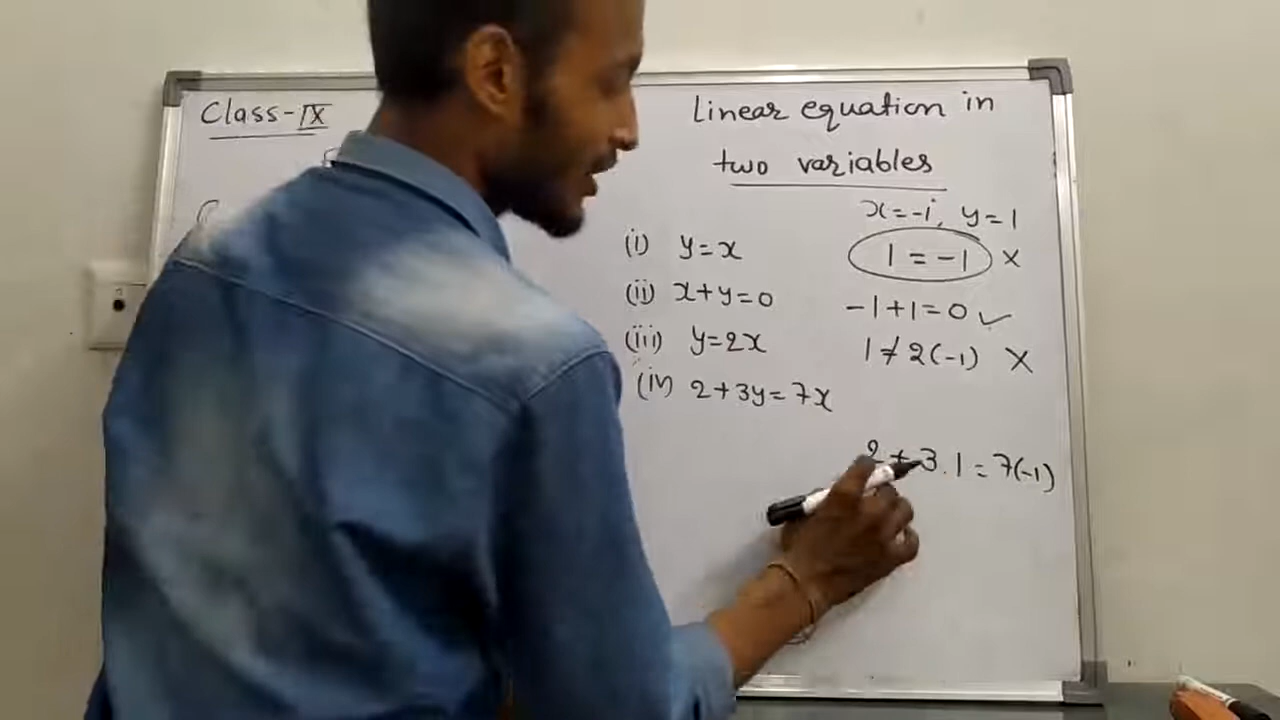 Class-IX
Linear equation in
two variables
x=-1, y=1
(i) y=x
1 = -1 ×
(ii) x+y=0
-1+1=0 ✓
(iii) y=2x
1≠2(-1) ×
(iv) 2+3y=7x
2+3.1=7(-1)